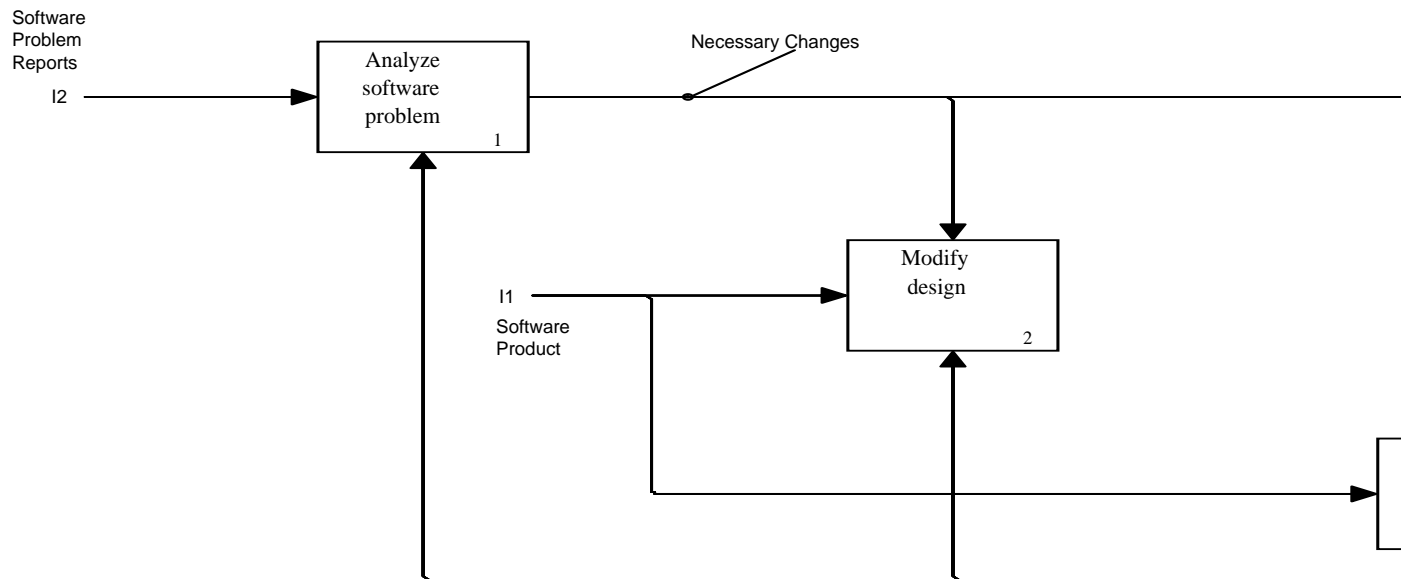 Software
Problem
Reports
I2
Analyze
software
problem
1
Necessary Changes
Modify
design
2
I1
Software
Product